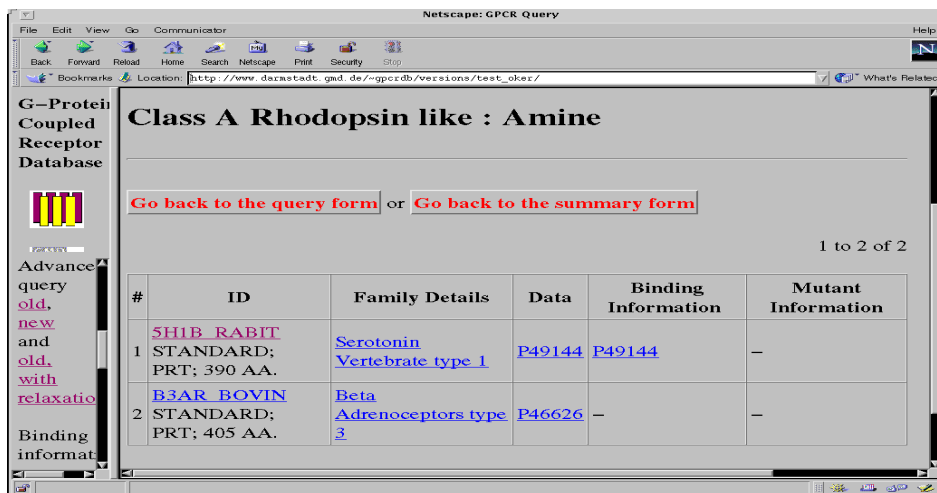 Netscape: GPCR Query
File Edit View Go Communicator Help
Back Forward Reload Home Search Netscape Print Security Stop
Bookmarks Location: http://www.darmstadt.gmd.de/~gpcrdb/versions/test_oker/ What's Related
G-Protein
Coupled
Receptor
Database
Advance
query
old,
new
and
old,
with
relaxatio
Binding
informat
Class A Rhodopsin like : Amine
Go back to the query form or Go back to the summary form
1 to 2 of 2
# ID Family Details Data Binding Information Mutant Information
1 5H1B_RABIT STANDARD; PRT; 390 AA. Serotonin Vertebrate type 1 P49144 P49144 –
2 B3AR_BOVIN STANDARD; PRT; 405 AA. Beta Adrenoceptors type 3 P46626 – –